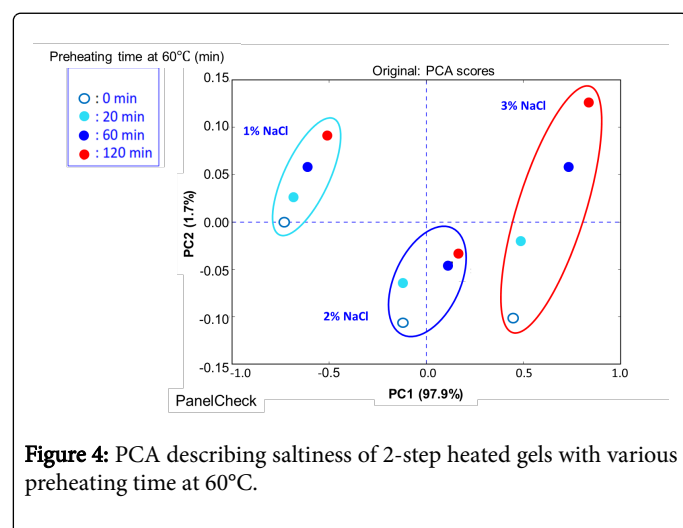 Preheating time at 60℃ (min)
: 0 min
: 20 min
: 60 min
: 120 min
Original: PCA scores
0.15
0.10
0.05
0.00
-0.05
-0.10
-0.15
PC2 (1.7%)
1% NaCl
2% NaCl
3% NaCl
-1.0
-0.5
0.0
0.5
1.0
PC1 (97.9%)
PanelCheck
Figure 4: PCA describing saltiness of 2-step heated gels with various
preheating time at 60°C.